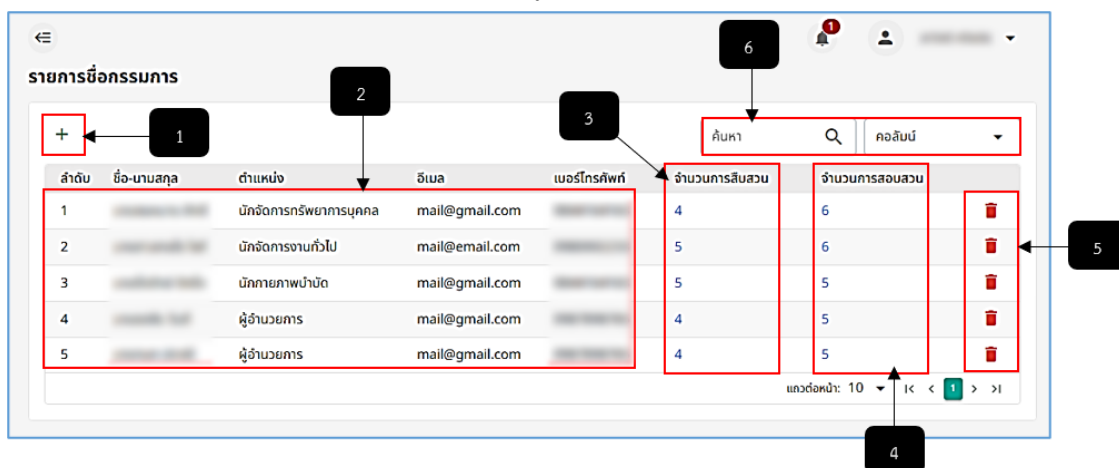 1
6
รายการชื่อกรรมการ
2
3
+
1
ค้นหา
คอลัมน์
ลำดับ ชื่อ-นามสกุล ตำแหน่ง อีเมล เบอร์โทรศัพท์ จำนวนการสืบสวน จำนวนการสอบสวน
1 นักจัดการทรัพยาการบุคคล mail@gmail.com 4 6
2 นักจัดการงานทั่วไป mail@email.com 5 6
5
3 นักกายภาพบำบัด mail@gmail.com 5 5
4 ผู้อำนวยการ mail@gmail.com 4 5
5 ผู้อำนวยการ mail@gmail.com 4 5
แถวต่อหน้า: 10 1
4